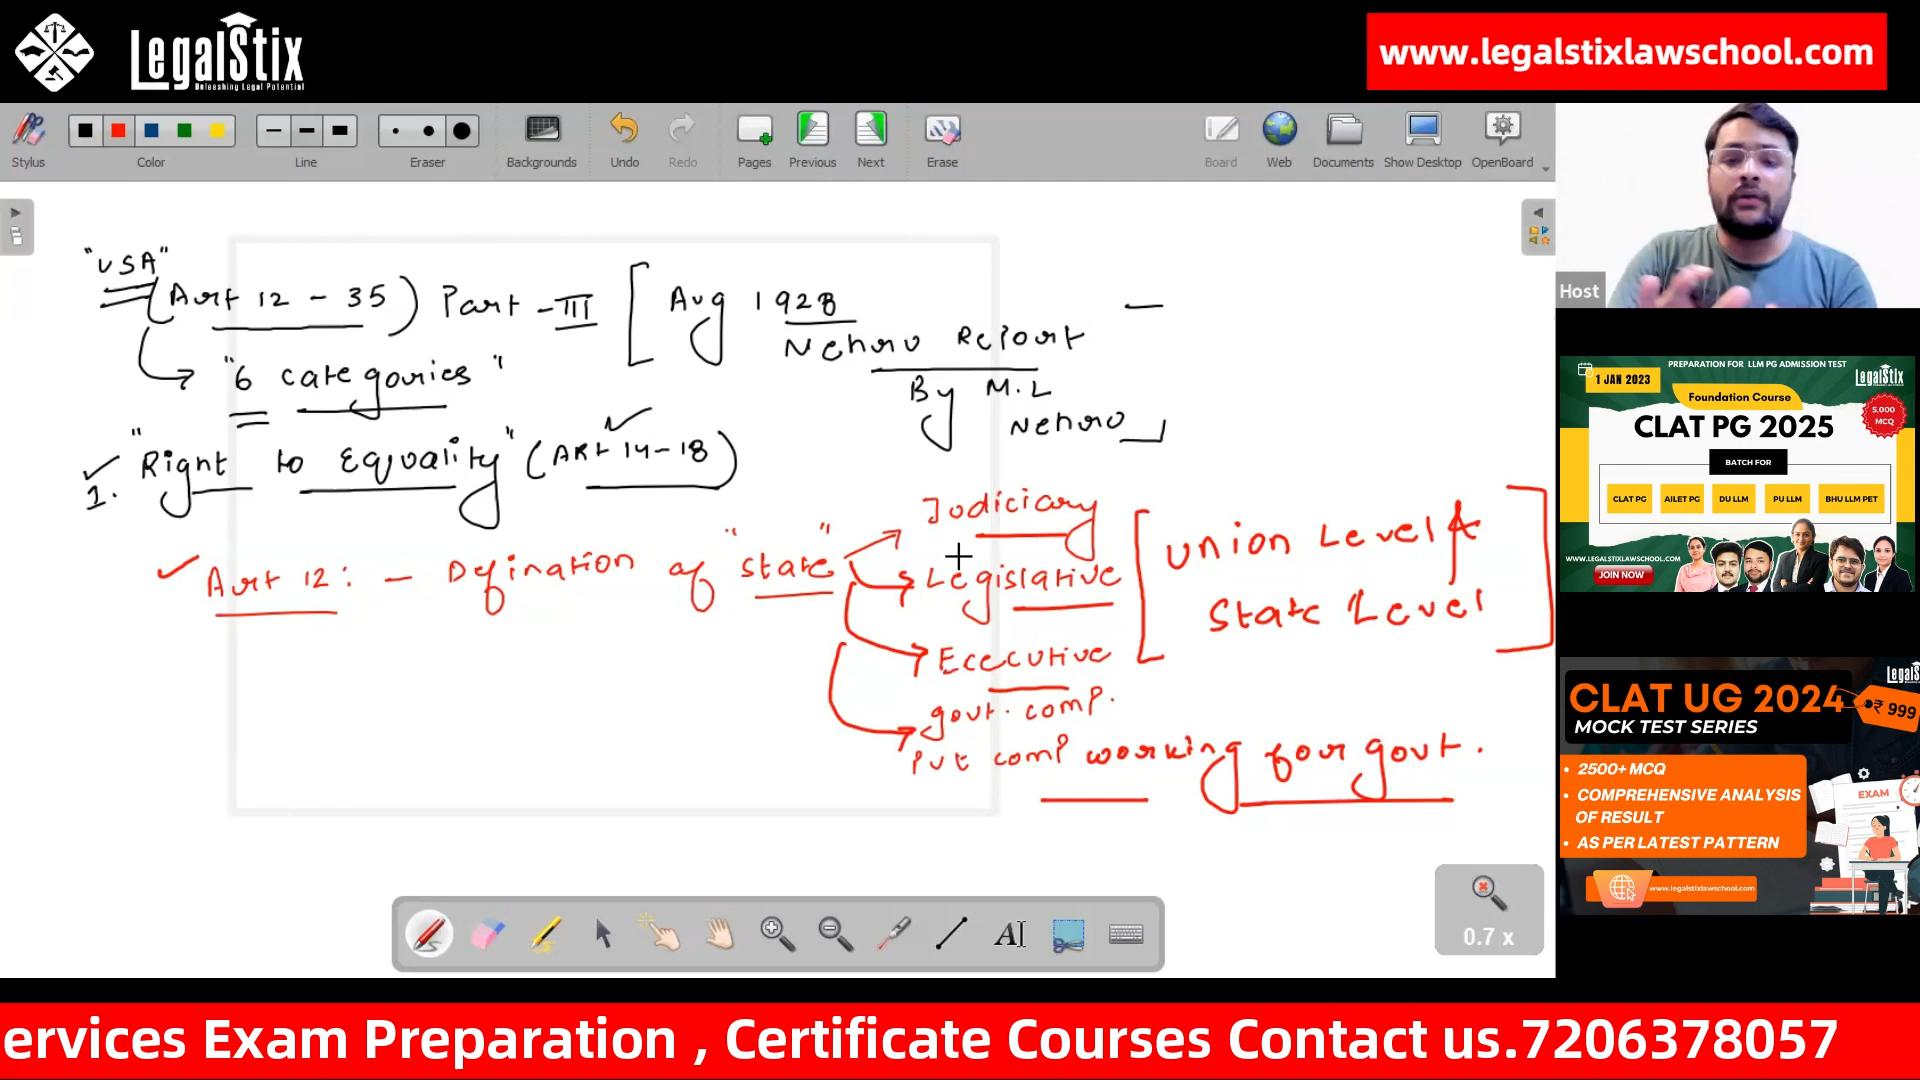 LegalStix
Unleashing Legal Potential
www.legalstixlawschool.com
Stylus
Color
Line
Eraser
Backgrounds
Undo
Redo
Pages
Previous
Next
Erase
Board
Web
Documents
Show Desktop
OpenBoard
"USA"
(Art 12 - 35) Part - III [ Aug 1928
Nehru Report
By M.L
Nehru ]
"6 categories"
1. "Right to Equality" (Art 14-18)
Art 12 : - Defination of "state"
Judiciary
Legislative
Ececutive
govt. comp.
Pvt comp working four govt.
[ Union Level &
State Level ]
0.7 x
Host
PREPARATION FOR LLM PG ADMISSION TEST
1 JAN 2023
LegalStix
Foundation Course
5,000
MCQ
CLAT PG 2025
BATCH FOR
CLAT PG
AILET PG
DU LLM
PU LLM
BHU LLM PET
WWW.LEGALSTIXLAWSCHOOL.COM
JOIN NOW
CLAT UG 2024
₹ 999
MOCK TEST SERIES
• 2500+ MCQ
• COMPREHENSIVE ANALYSIS
OF RESULT
• AS PER LATEST PATTERN
EXAM
www.legalstixlawschool.com
ervices Exam Preparation , Certificate Courses Contact us.7206378057